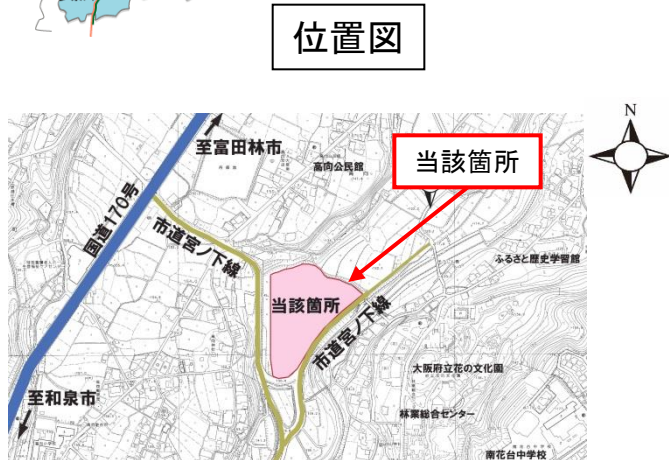 位置図
N
至富田林市
高向公民館
当該箇所
国道170号
市道宮ノ下線
ふるさと歴史学習館
当該箇所
市道宮ノ下線
大阪府立花の文化園
至和泉市
林業総合センター
南花台中学校